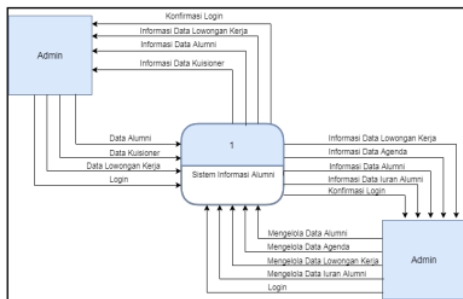 Konfirmasi Login
Informasi Data Lowongan Kerja
Informasi Data Alumni
Informasi Data Kuisioner
Admin
Data Alumni
Data Kuisioner
Data Lowongan Kerja
Login
1
Sistem Informasi Alumni
Informasi Data Lowongan Kerja
Informasi Data Agenda
Informasi Data Alumni
Informasi Data Iuran Alumni
Konfirmasi Login
Mengelola Data Alumni
Mengelola Data Agenda
Mengelola Data Lowongan Kerja
Mengelola Data Iuran Alumni
Login
Admin